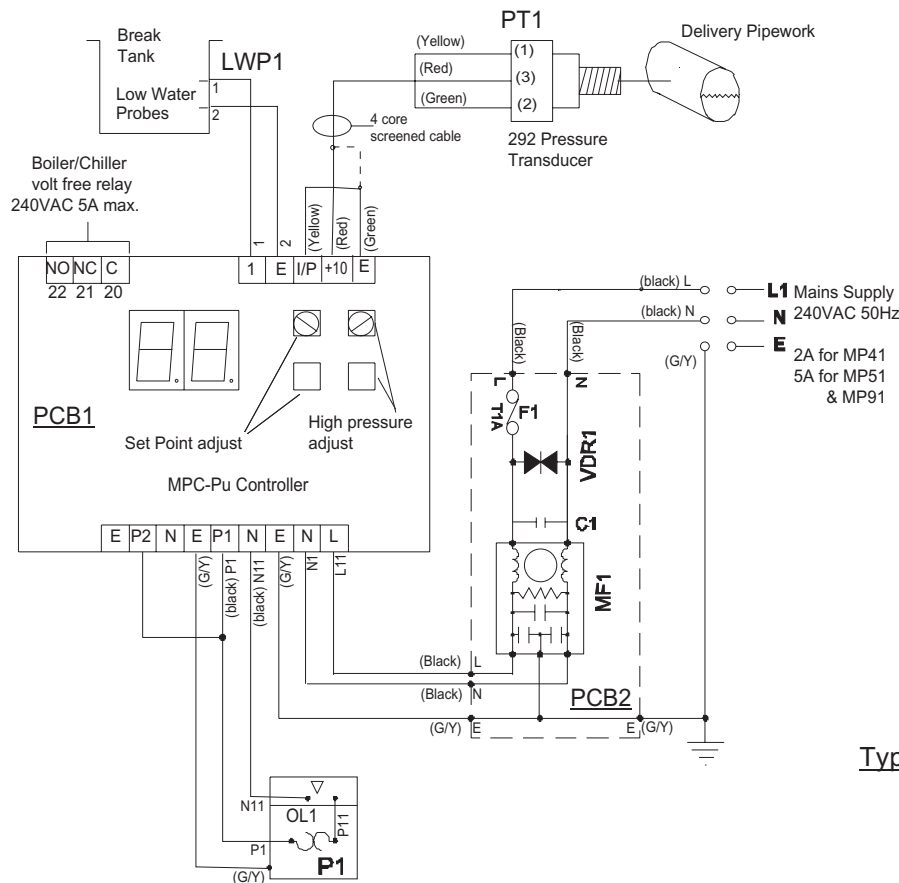 PT1
Break
Tank
LWP1
(Yellow)
(1)
Delivery Pipework
1
(Red)
(3)
Low Water
Probes
2
(Green)
(2)
4 core
screened cable
292 Pressure
Transducer
Boiler/Chiller
volt free relay
240VAC 5A max.
1
2
(Yellow)
(Red)
(Green)
NO NC C
22 21 20
1 E I/P +10 E
(black) L
L1 Mains Supply
(black) N
N 240VAC 50Hz
(Black)
(Black)
(G/Y)
E
2A for MP41
5A for MP51
& MP91
L
N
F1
T1A
PCB1
Set Point adjust
High pressure
adjust
VDR1
MPC-Pu Controller
C1
E P2 N E P1 N E N L
(G/Y)
(black) P1
(black) N11
(G/Y)
N1
L11
MF1
(Black) L
(Black) N
PCB2
(G/Y) E
E (G/Y)
Typ
N11
OL1
P11
P1
P1
(G/Y)